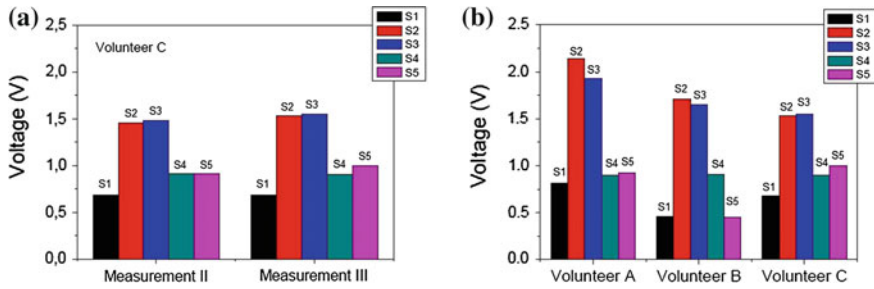 (a)
Volunteer C
Voltage (V)
2,5
2,0
1,5
1,0
0,5
0,0
S1
S2
S3
S4
S5
S1
S2
S3
S4
S5
S1
S2
S3
S4
S5
Measurement II
Measurement III
(b)
Voltage (V)
2.5
2.0
1.5
1.0
0.5
0.0
S1
S2
S3
S4
S5
S1
S2
S3
S4 S5
S1
S2
S3
S4
S5
S1
S2 S3
S4
S5
Volunteer A
Volunteer B
Volunteer C